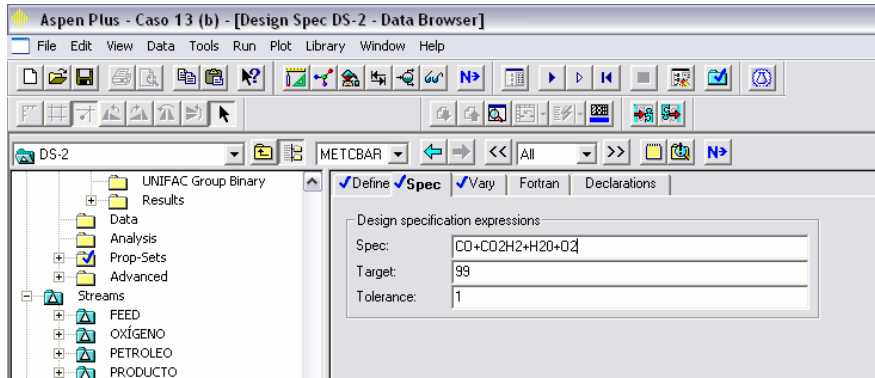 Aspen Plus - Caso 13 (b) - [Design Spec DS-2 - Data Browser]
File Edit View Data Tools Run Plot Library Window Help
N
DS-2 METCBAR << All >> N
UNIFAC Group Binary
Results
Data
Analysis
Prop-Sets
Advanced
Streams
FEED
OXÍGENO
PETROLEO
PRODUCTO
Define Spec Vary Fortran Declarations
Design specification expressions
Spec: CO+CO2H2+H20+O2
Target: 99
Tolerance: 1